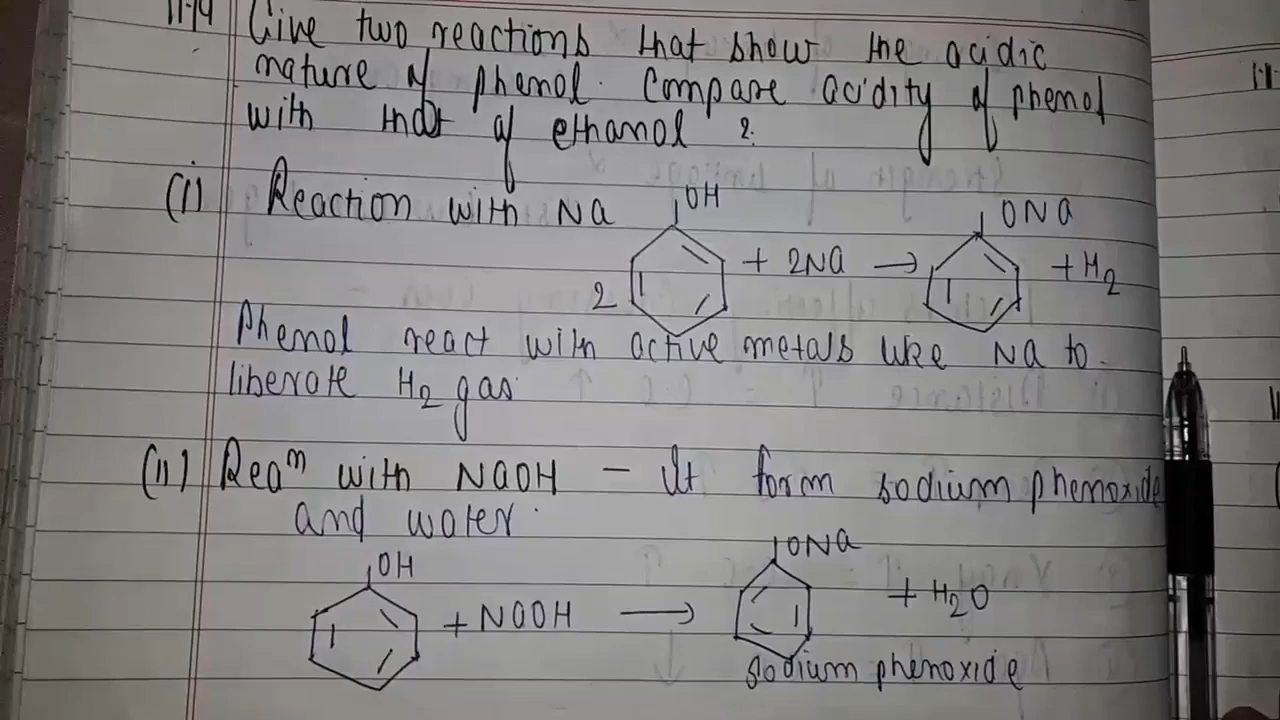 11.14 Give two reactions that show the acidic
nature of phenol. Compare acidity of phenol
with that of ethanol ?
(i) Reaction with Na
OH
ONa
2 + 2Na → + H2
Phenol react with active metals like Na to
liberate H2 gas
(ii) Rean with NaOH – It form sodium phenoxide
and water.
OH
ONa
+ NaOH → + H2O
sodium phenoxide